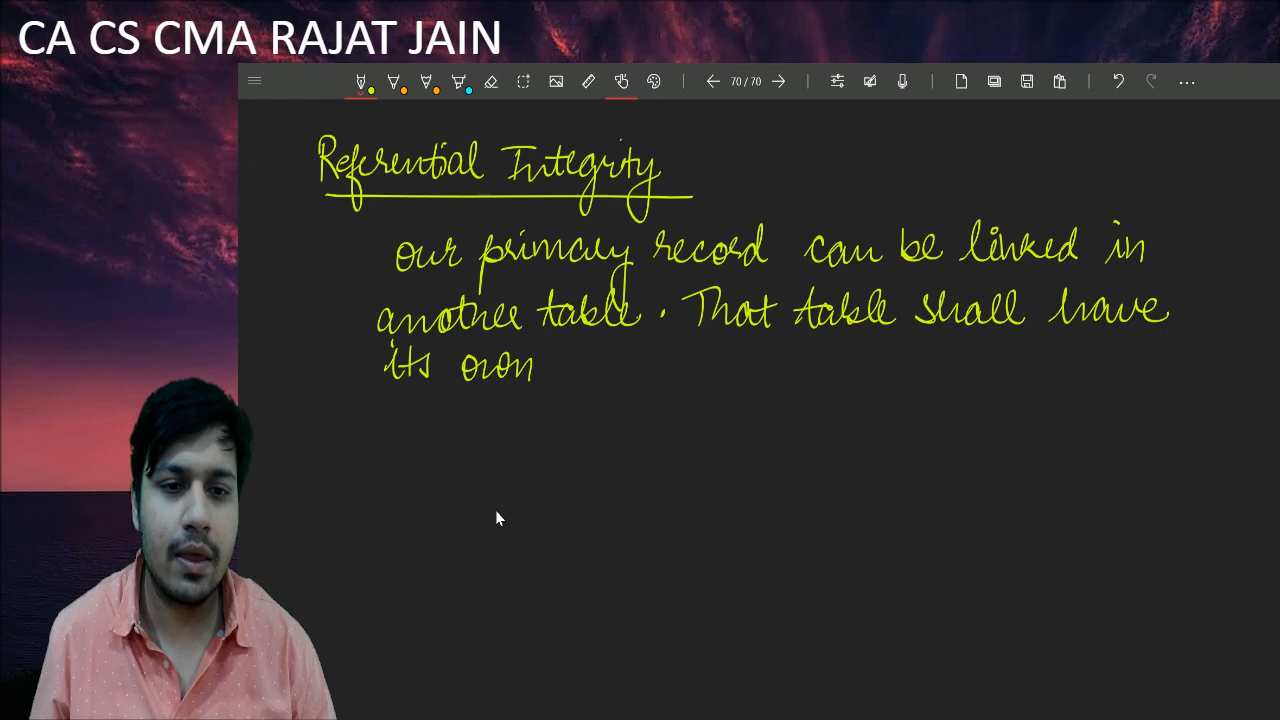 CA CS CMA RAJAT JAIN
70/70
Referential Integrity
our primary record can be linked in
another table. That table shall have
its own